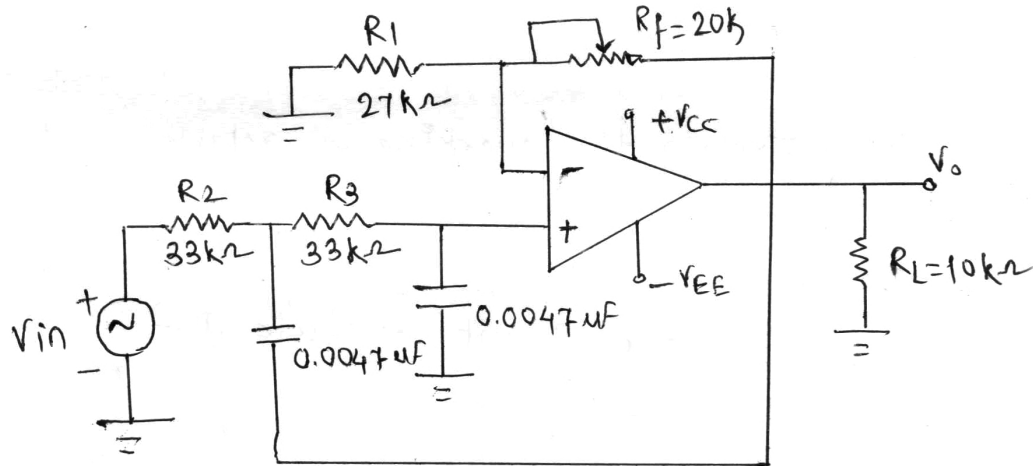 R1
27kΩ
Rf=20k
+Vcc
-
+
-VEE
Vo
RL=10kΩ
R2
33kΩ
R3
33kΩ
0.0047uF
0.0047uF
Vin
+
~
-